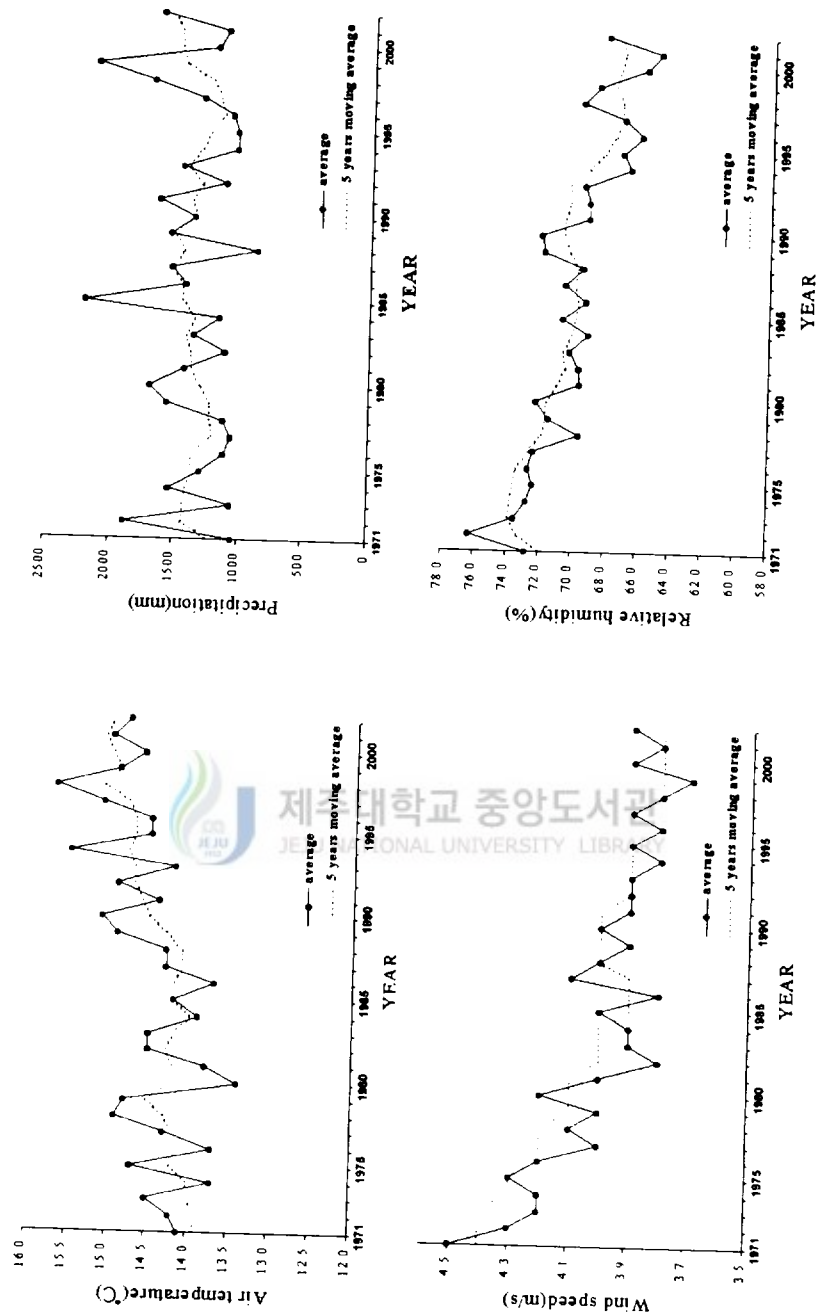 Air temperature(℃)
16.0
15.5
15.0
14.5
14.0
13.5
13.0
12.5
12.0
1971 1975 1980 1985 1990 1995 2000
YEAR
average
5 years moving average
Precipitation(mm)
2500
2000
1500
1000
500
0
1971 1975 1980 1985 1990 1995 2000
YEAR
average
5 years moving average
Wind speed(m/s)
4.5
4.3
4.1
3.9
3.7
3.5
1971 1975 1980 1985 1990 1995 2000
YEAR
average
5 years moving average
Relative humidity(%)
78.0
76.0
74.0
72.0
70.0
68.0
66.0
64.0
62.0
60.0
58.0
1971 1975 1980 1985 1990 1995 2000
YEAR
average
5 years moving average
JEJU
1952
제주대학교 중앙도서관
JEJU NATIONAL UNIVERSITY LIBRARY